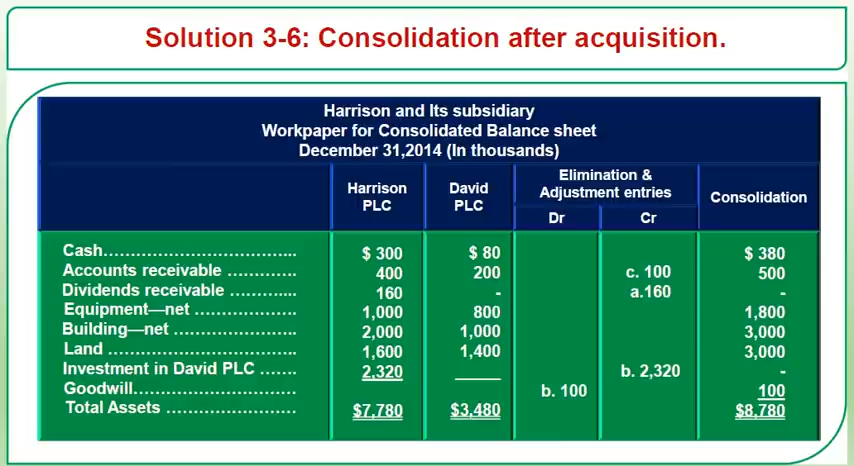 Solution 3-6: Consolidation after acquisition.
Harrison and Its subsidiary
Workpaper for Consolidated Balance sheet
December 31,2014 (In thousands)
Harrison PLC David PLC Elimination & Adjustment entries Consolidation
Dr Cr
Cash........................................ $ 300 $ 80 $ 380
Accounts receivable ............. 400 200 c. 100 500
Dividends receivable ............. 160 - a.160 -
Equipment—net .................... 1,000 800 1,800
Building—net ........................ 2,000 1,000 3,000
Land ...................................... 1,600 1,400 3,000
Investment in David PLC ....... 2,320 b. 2,320 -
Goodwill.................................. b. 100 100
Total Assets ......................... $7,780 $3,480 $8,780